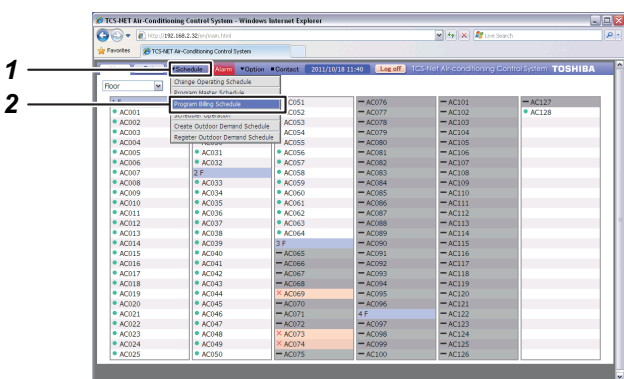 TCS-NET Air-Conditioning Control System - Windows Internet Explorer
http://192.168.2.32/en/main.html
Live Search
Favorites TCS-NET Air-Conditioning Control System
1
▼Schedule Alarm ▼Option ■Contact 2011/10/18 11:40 Log off TCS-Net Air-conditioning Control System TOSHIBA
Floor
Change Operating Schedule
Program Master Schedule
2
Program Billing Schedule
Scheduler Operation
Create Outdoor Demand Schedule
Register Outdoor Demand Schedule
1 F
AC001
AC002
AC003
AC004
AC005
AC006
AC007
AC008
AC009
AC010
AC011
AC012
AC013
AC014
AC015
AC016
AC017
AC018
AC019
AC020
AC021
AC022
AC023
AC024
AC025
AC031
AC032
2 F
AC033
AC034
AC035
AC036
AC037
AC038
AC039
AC040
AC041
AC042
AC043
AC044
AC045
AC046
AC047
AC048
AC049
AC050
AC051
AC052
AC053
AC054
AC055
AC056
AC057
AC058
AC059
AC060
AC061
AC062
AC063
AC064
3 F
AC065
AC066
AC067
AC068
AC069
AC070
AC071
AC072
AC073
AC074
AC075
AC076
AC077
AC078
AC079
AC080
AC081
AC082
AC083
AC084
AC085
AC086
AC087
AC088
AC089
AC090
AC091
AC092
AC093
AC094
AC095
AC096
4 F
AC097
AC098
AC099
AC100
AC101
AC102
AC103
AC104
AC105
AC106
AC107
AC108
AC109
AC110
AC111
AC112
AC113
AC114
AC115
AC116
AC117
AC118
AC119
AC120
AC121
AC122
AC123
AC124
AC125
AC126
AC127
AC128